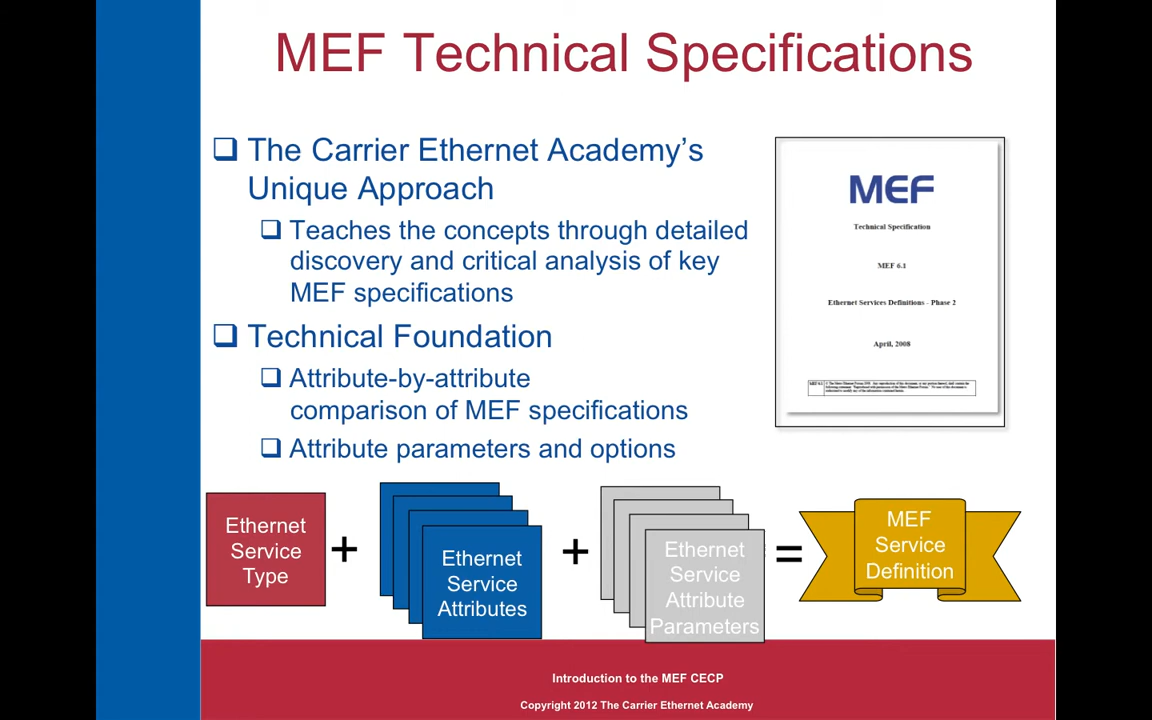 MEF Technical Specifications
❑ The Carrier Ethernet Academy’s
Unique Approach
❑ Teaches the concepts through detailed
discovery and critical analysis of key
MEF specifications
❑ Technical Foundation
❑ Attribute-by-attribute
comparison of MEF specifications
❑ Attribute parameters and options
MEF
Technical Specification
MEF 6.1
Ethernet Services Definitions - Phase 2
April, 2008
MEF 6.1
Ethernet
Service
Type
+
Ethernet
Service
Attributes
+
Ethernet
Service
Attribute
Parameters
=
MEF
Service
Definition
Introduction to the MEF CECP
Copyright 2012 The Carrier Ethernet Academy